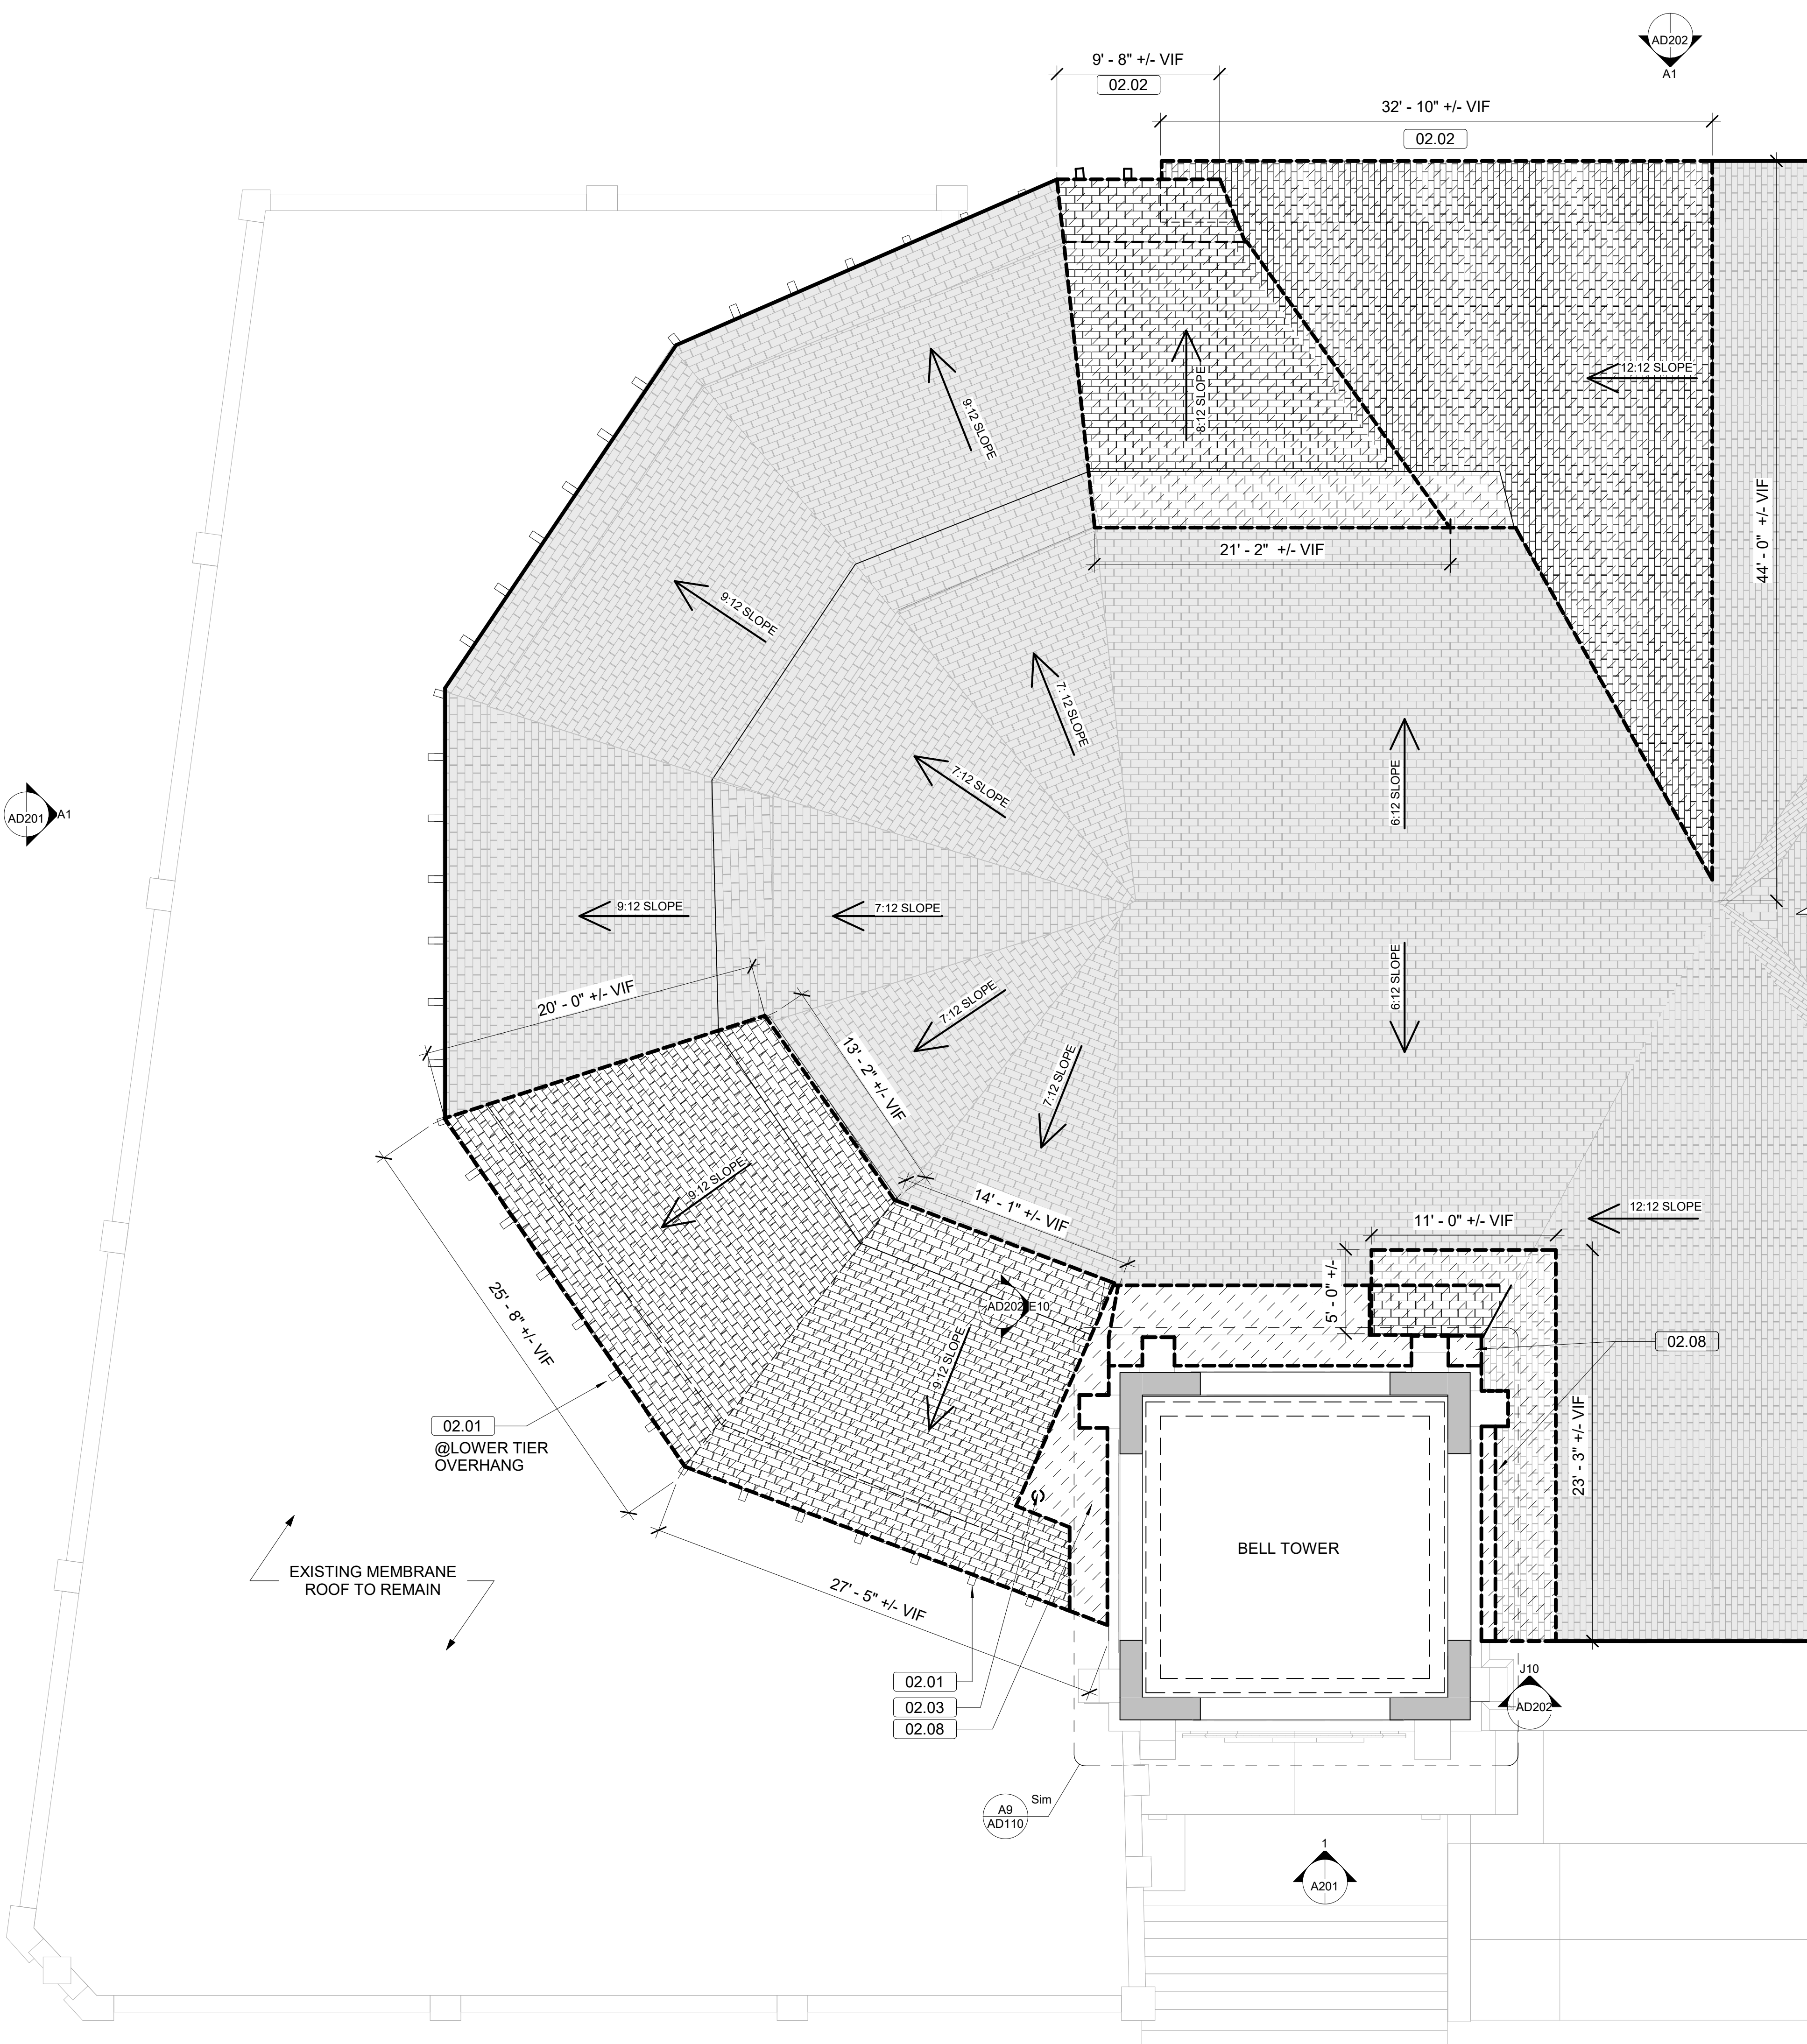 AD202
A1
9' - 8" +/- VIF
02.02
32' - 10" +/- VIF
02.02
12:12 SLOPE
8:12 SLOPE
9:12 SLOPE
44' - 0" +/- VIF
21' - 2" +/- VIF
9:12 SLOPE
7:12 SLOPE
7:12 SLOPE
6:12 SLOPE
AD201
A1
9:12 SLOPE
7:12 SLOPE
6:12 SLOPE
20' - 0" +/- VIF
7:12 SLOPE
13' - 2" +/- VIF
7:12 SLOPE
9:12 SLOPE
14' - 1" +/- VIF
12:12 SLOPE
11' - 0" +/- VIF
5' - 0" +/-
AD202
E10
25' - 8" +/- VIF
9:12 SLOPE
02.08
02.01
@LOWER TIER
OVERHANG
23' - 3" +/- VIF
BELL TOWER
EXISTING MEMBRANE
ROOF TO REMAIN
27' - 5" +/- VIF
02.01
02.03
02.08
J10
AD202
Sim
A9
AD110
1
A201